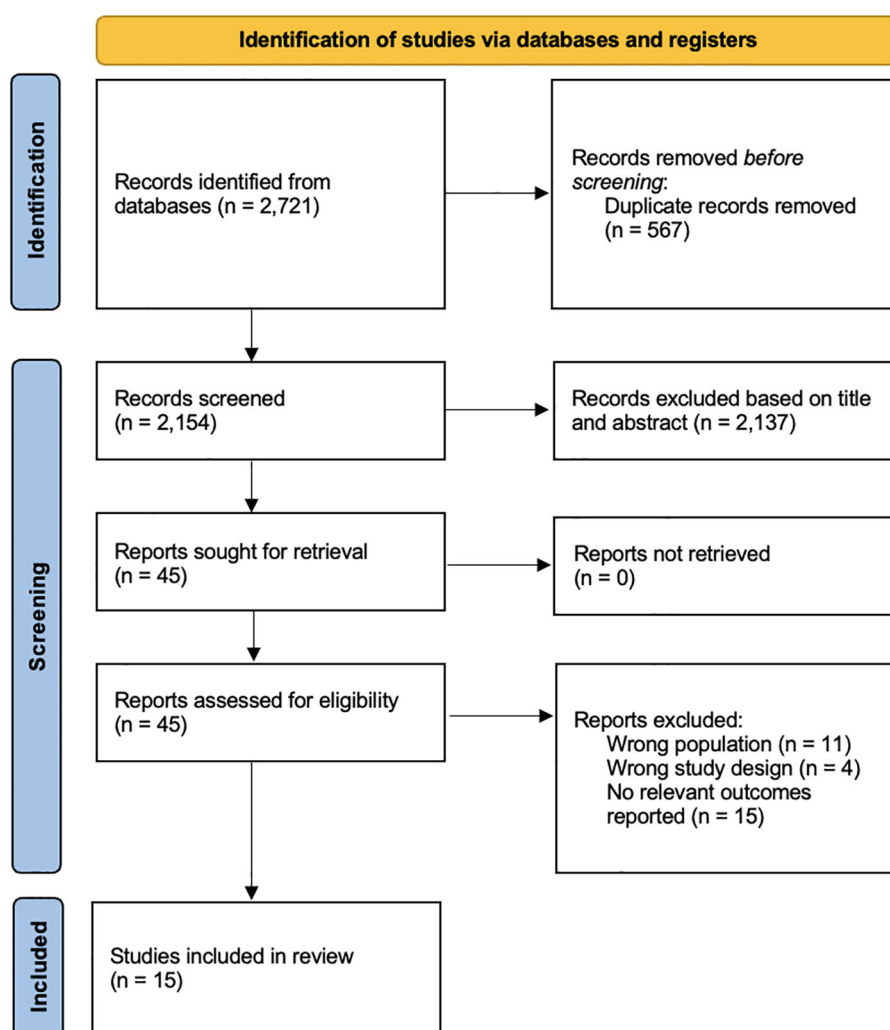 Identification of studies via databases and registers
Identification
Records identified from
databases (n = 2,721)
Records removed before
screening:
Duplicate records removed
(n = 567)
Screening
Records screened
(n = 2,154)
Records excluded based on title
and abstract (n = 2,137)
Reports sought for retrieval
(n = 45)
Reports not retrieved
(n = 0)
Reports assessed for eligibility
(n = 45)
Reports excluded:
Wrong population (n = 11)
Wrong study design (n = 4)
No relevant outcomes
reported (n = 15)
Included
Studies included in review
(n = 15)